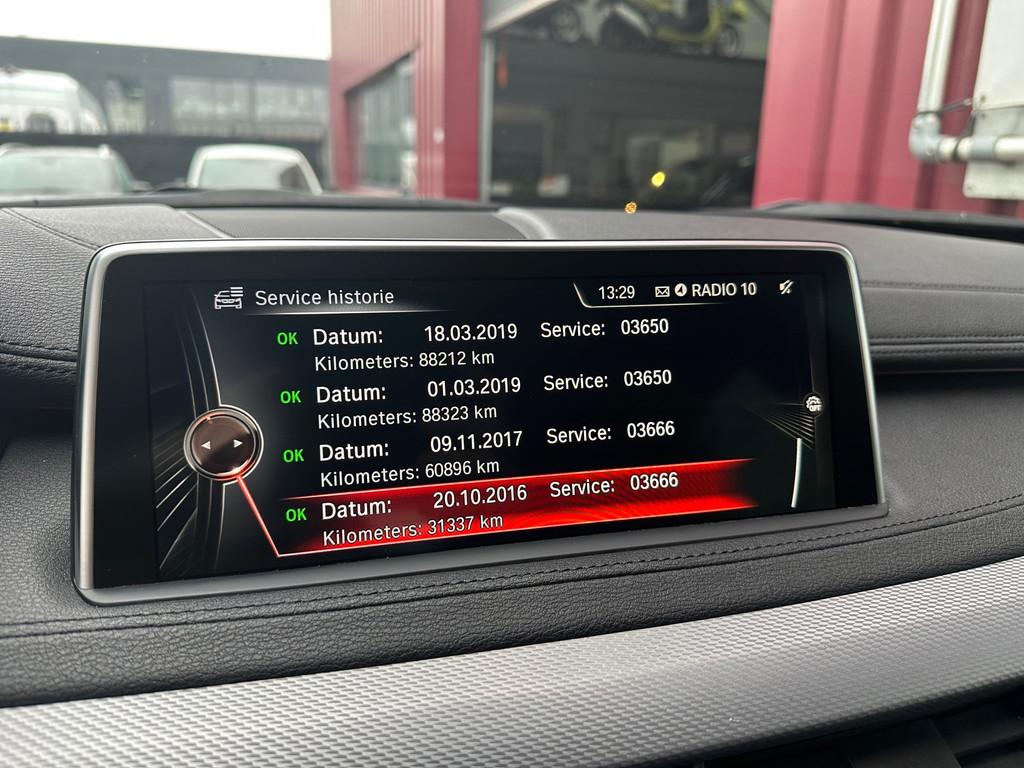 Service historie
13:29 RADIO 10
OK Datum: 18.03.2019 Service: 03650
Kilometers: 88212 km
OK Datum: 01.03.2019 Service: 03650
Kilometers: 88323 km
OK Datum: 09.11.2017 Service: 03666
Kilometers: 60896 km
OK Datum: 20.10.2016 Service: 03666
Kilometers: 31337 km